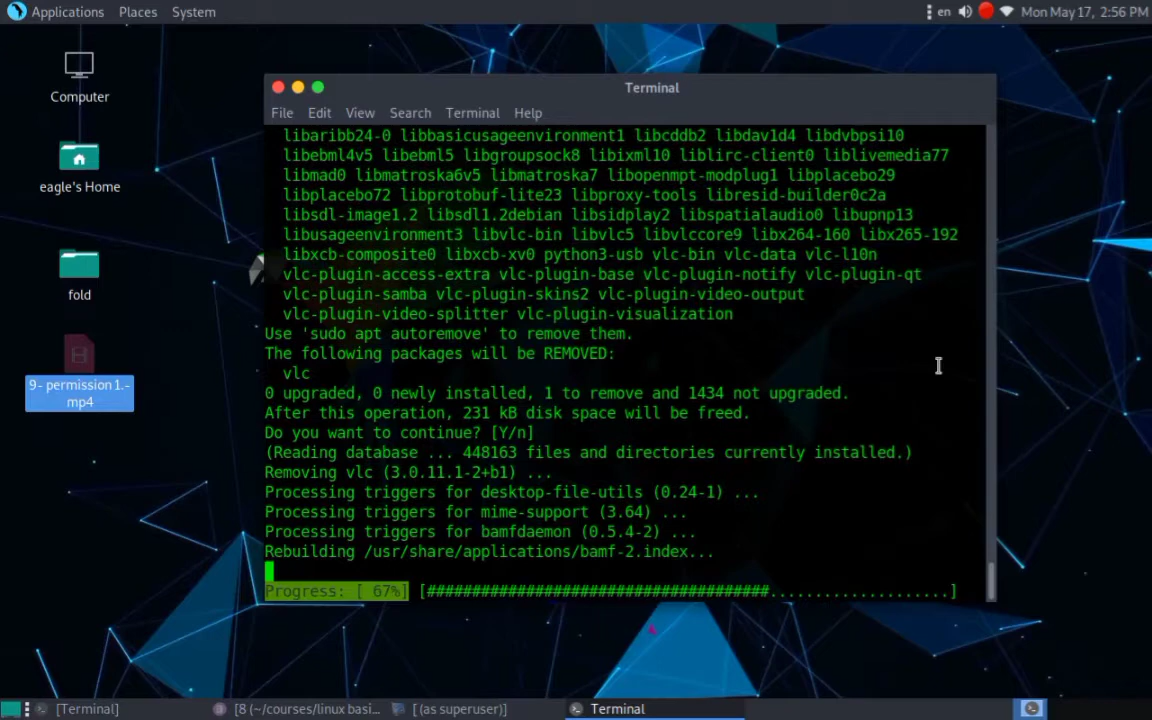 Applications Places System
en Mon May 17, 2:56 PM
Computer
eagle's Home
fold
9- permission 1.-
mp4
Terminal
File Edit View Search Terminal Help
libaribb24-0 libbasicusageenvironment1 libcddb2 libdav1d4 libdvbpsi10
libebml4v5 libebml5 libgroupsock8 libixml10 liblirc-client0 liblivemedia77
libmad0 libmatroska6v5 libmatroska7 libopenmpt-modplug1 libplacebo29
libplacebo72 libprotobuf-lite23 libproxy-tools libresid-builder0c2a
libsdl-image1.2 libsdl1.2debian libsidplay2 libspatialaudio0 libupnp13
libusageenvironment3 libvlc-bin libvlc5 libvlccore9 libx264-160 libx265-192
libxcb-composite0 libxcb-xv0 python3-usb vlc-bin vlc-data vlc-l10n
vlc-plugin-access-extra vlc-plugin-base vlc-plugin-notify vlc-plugin-qt
vlc-plugin-samba vlc-plugin-skins2 vlc-plugin-video-output
vlc-plugin-video-splitter vlc-plugin-visualization
Use 'sudo apt autoremove' to remove them.
The following packages will be REMOVED:
vlc
0 upgraded, 0 newly installed, 1 to remove and 1434 not upgraded.
After this operation, 231 kB disk space will be freed.
Do you want to continue? [Y/n]
(Reading database ... 448163 files and directories currently installed.)
Removing vlc (3.0.11.1-2+b1) ...
Processing triggers for desktop-file-utils (0.24-1) ...
Processing triggers for mime-support (3.64) ...
Processing triggers for bamfdaemon (0.5.4-2) ...
Rebuilding /usr/share/applications/bamf-2.index...
Progress: [ 67%] [######################################....................]
[Terminal] [8 (~/courses/linux basi... [ (as superuser)] Terminal